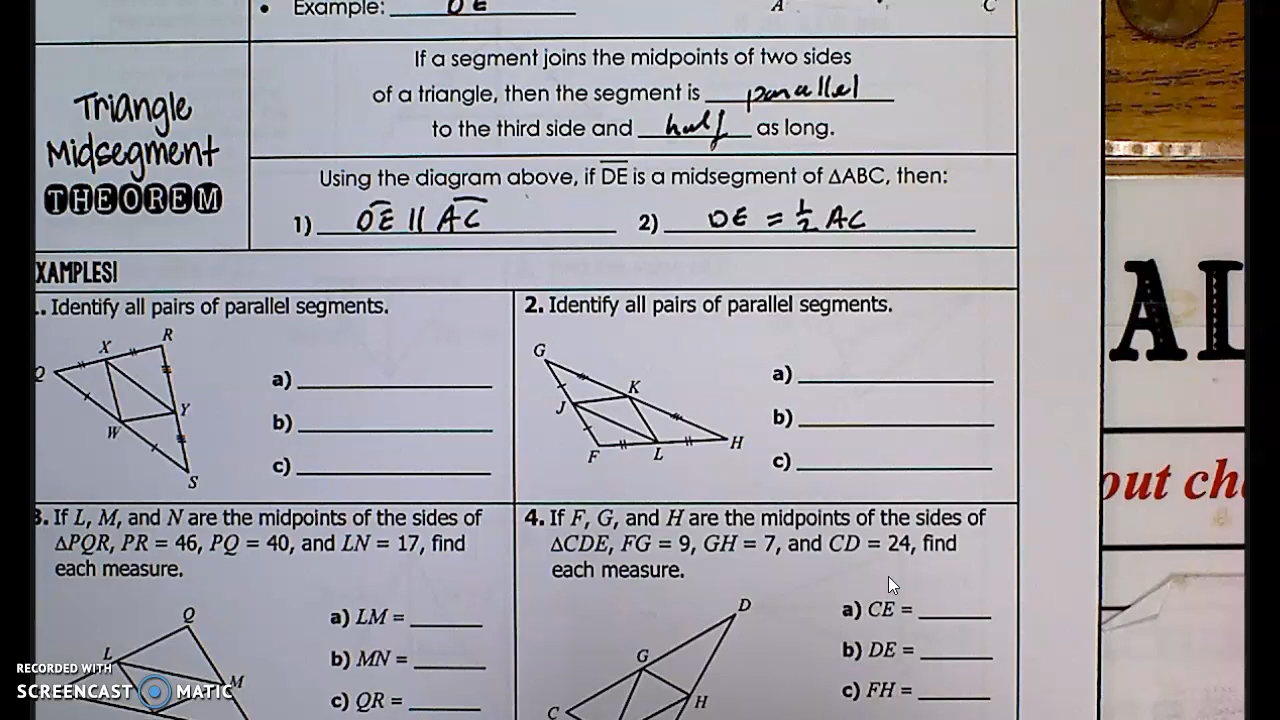 • Example: DE
A C
Triangle Midsegment THEOREM
If a segment joins the midpoints of two sides
of a triangle, then the segment is parallel
to the third side and half as long.
Using the diagram above, if DE is a midsegment of ΔABC, then:
1) DE || AC 2) DE = 1/2 AC
XAMPLES!
. Identify all pairs of parallel segments.
Q X R Y W S
a)
b)
c)
2. Identify all pairs of parallel segments.
G K J H F L
a)
b)
c)
3. If L, M, and N are the midpoints of the sides of
ΔPQR, PR = 46, PQ = 40, and LN = 17, find
each measure.
Q L M
a) LM =
b) MN =
c) QR =
4. If F, G, and H are the midpoints of the sides of
ΔCDE, FG = 9, GH = 7, and CD = 24, find
each measure.
D G H C
a) CE =
b) DE =
c) FH =
AL
out ch
RECORDED WITH
SCREENCAST MATIC